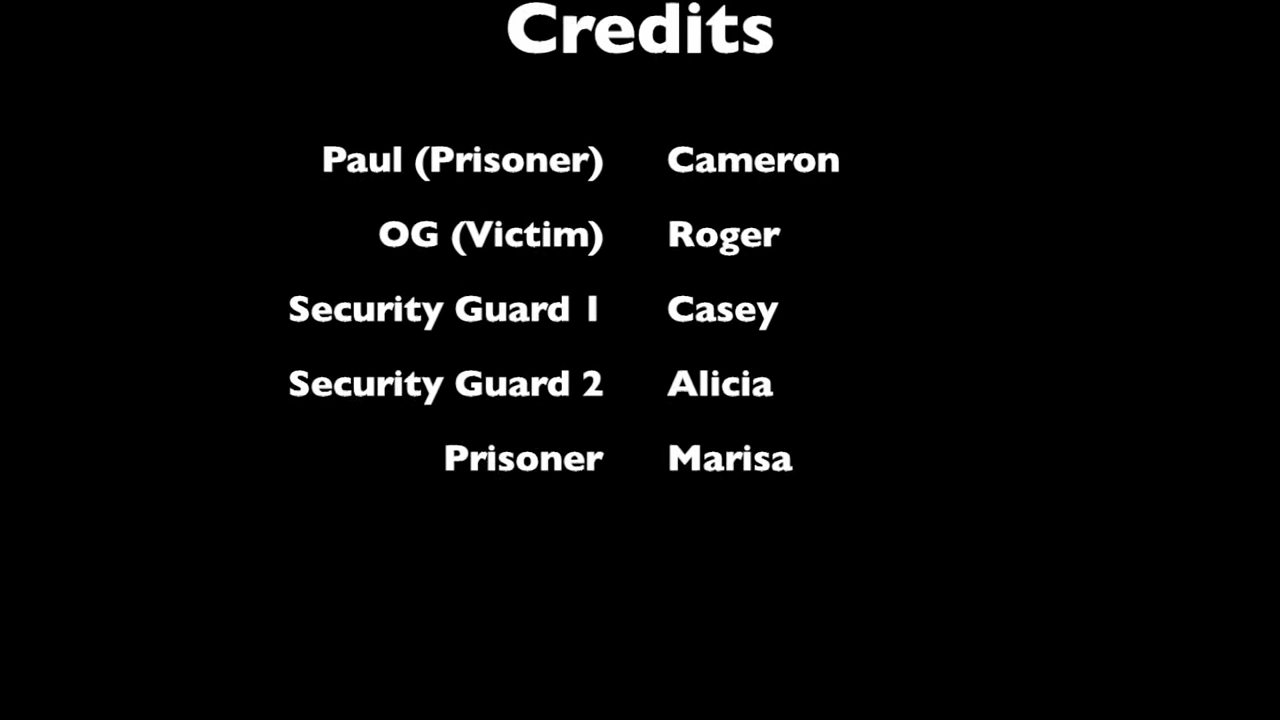 Credits
Paul (Prisoner) Cameron
OG (Victim) Roger
Security Guard 1 Casey
Security Guard 2 Alicia
Prisoner Marisa